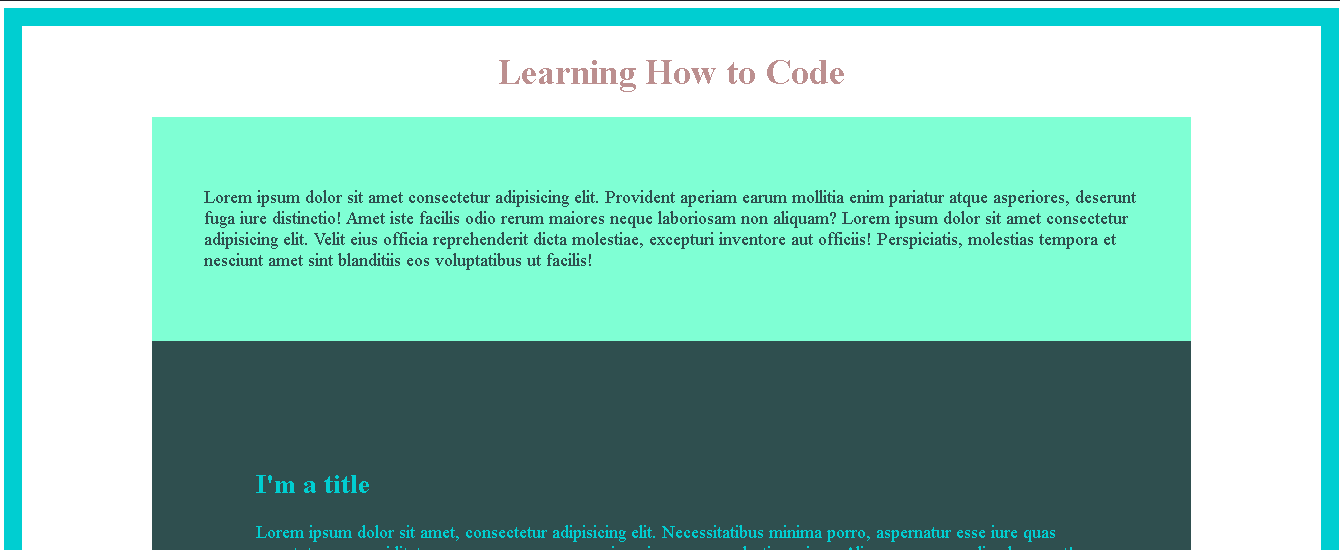 Learning How to Code
Lorem ipsum dolor sit amet consectetur adipisicing elit. Provident aperiam earum mollitia enim pariatur atque asperiores, deserunt
fuga iure distinctio! Amet iste facilis odio rerum maiores neque laboriosam non aliquam? Lorem ipsum dolor sit amet consectetur
adipisicing elit. Velit eius officia reprehenderit dicta molestiae, excepturi inventore aut officiis! Perspiciatis, molestias tempora et
nesciunt amet sint blanditiis eos voluptatibus ut facilis!
I'm a title
Lorem ipsum dolor sit amet, consectetur adipisicing elit. Necessitatibus minima porro, aspernatur esse iure quas